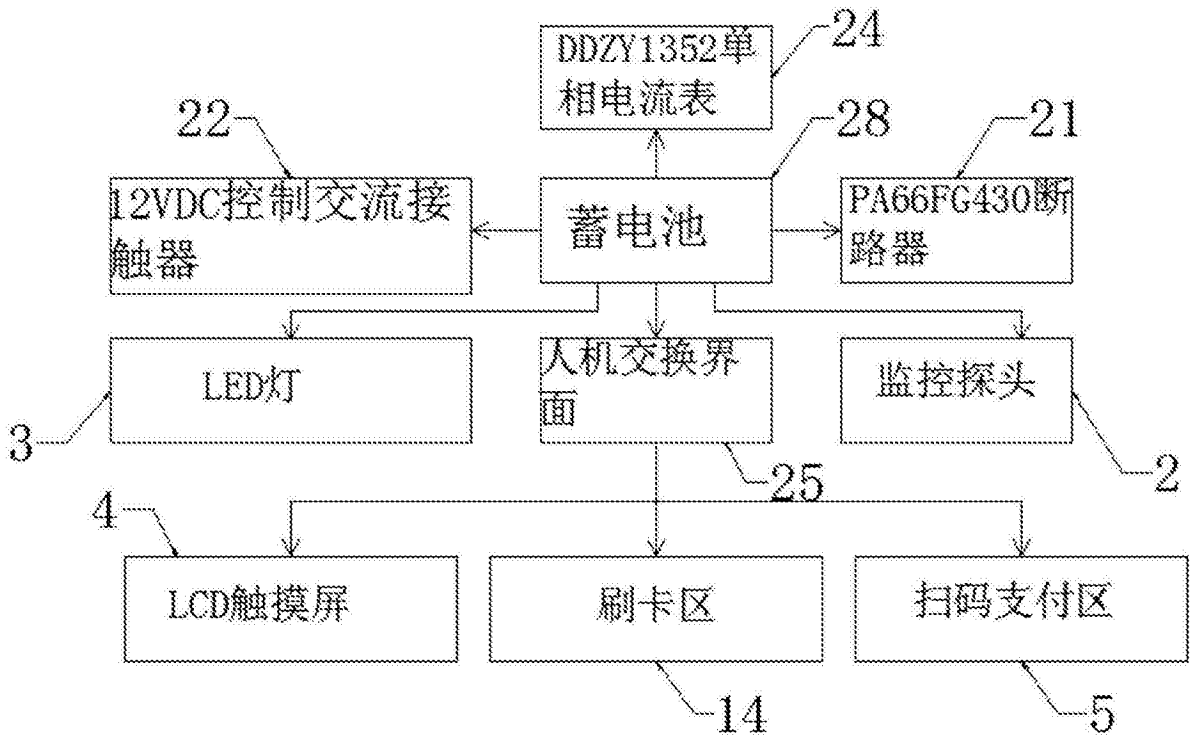 DDZY1352单
相电流表
24
22
28
21
12VDC控制交流接
触器
蓄电池
PA66FG430断
路器
LED灯
人机交换界
面
监控探头
3
25
2
4
LCD触摸屏
刷卡区
扫码支付区
14
5